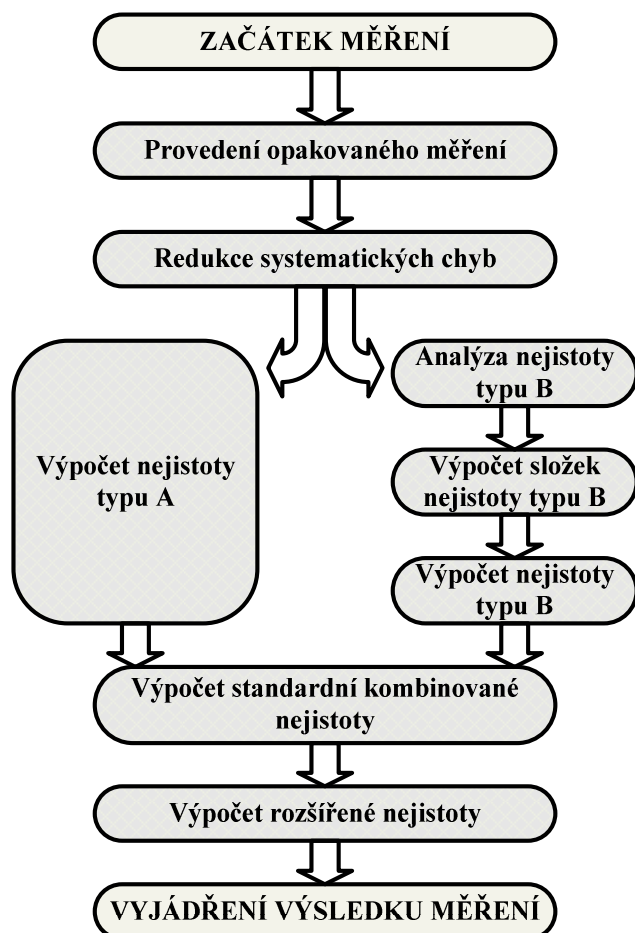 ZAČÁTEK MĚŘENÍ
Provedení opakovaného měření
Redukce systematických chyb
Výpočet nejistoty
typu A
Analýza nejistoty
typu B
Výpočet složek
nejistoty typu B
Výpočet nejistoty
typu B
Výpočet standardní kombinované
nejistoty
Výpočet rozšířené nejistoty
VYJÁDŘENÍ VÝSLEDKU MĚŘENÍ